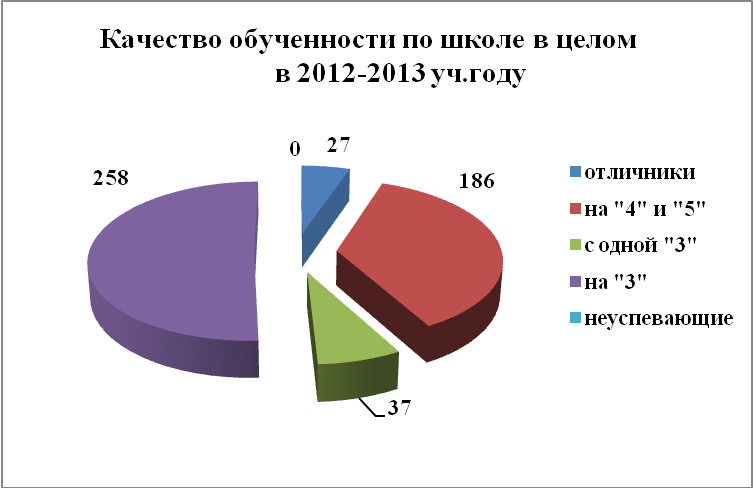 Качество обученности по школе в целом
в 2012-2013 уч.году
0
27
258
186
37
отличники
на "4" и "5"
с одной "3"
на "3"
неуспевающие